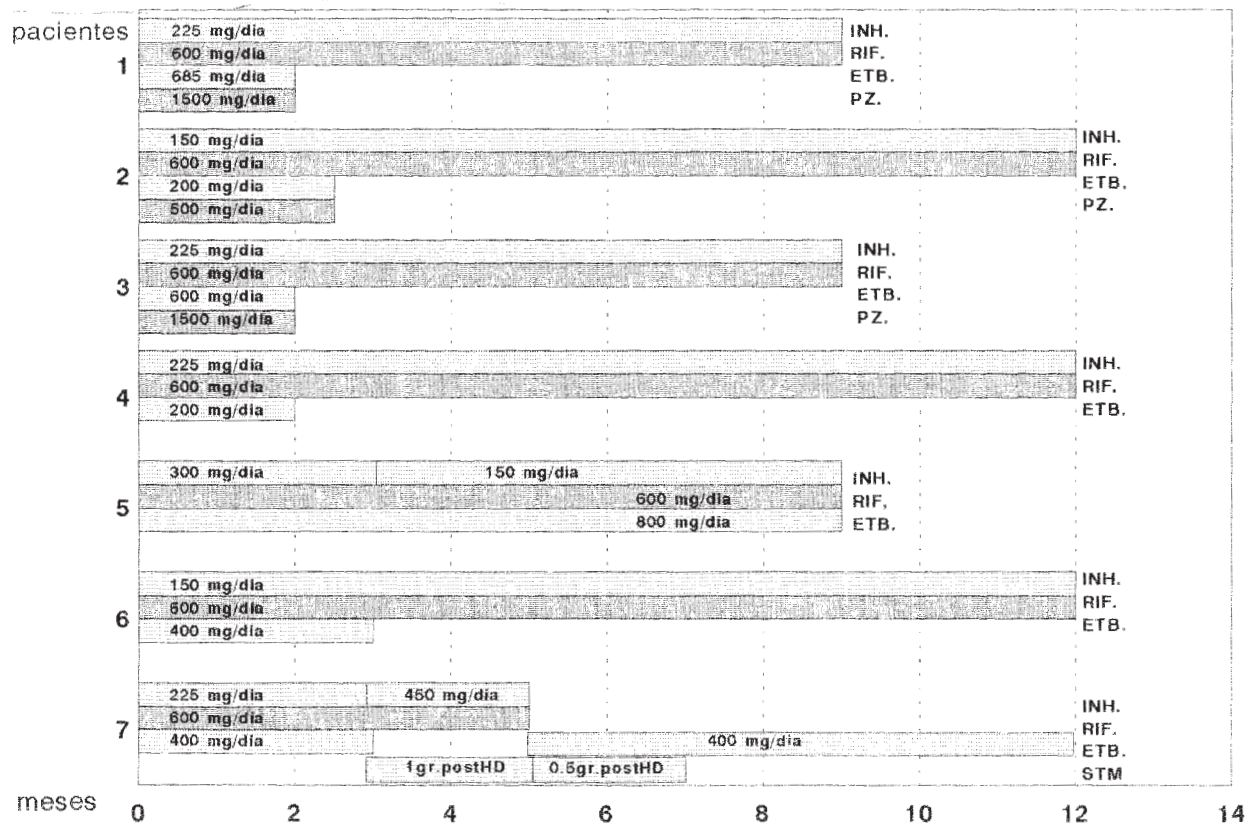 pacientes
225 mg/dia INH.
600 mg/dia RIF.
1
685 mg/dia ETB.
1500 mg/dia PZ.
150 mg/dia INH.
600 mg/dia RIF.
2
200 mg/dia ETB.
500 mg/dia PZ.
225 mg/dia INH.
600 mg/dia RIF.
3
600 mg/dia ETB.
1500 mg/dia PZ.
225 mg/dia INH.
600 mg/dia RIF.
4
200 mg/dia ETB.
300 mg/dia 150 mg/dia INH.
600 mg/dia RIF,
5
800 mg/dia ETB.
150 mg/dia INH.
600 mg/dia RIF.
6
400 mg/dia ETB.
225 mg/dia 450 mg/dia INH.
600 mg/dia RIF.
7
400 mg/dia 400 mg/dia ETB.
1gr.postHD 0.5gr.postHD STM
meses
0 2 4 6 8 10 12 14